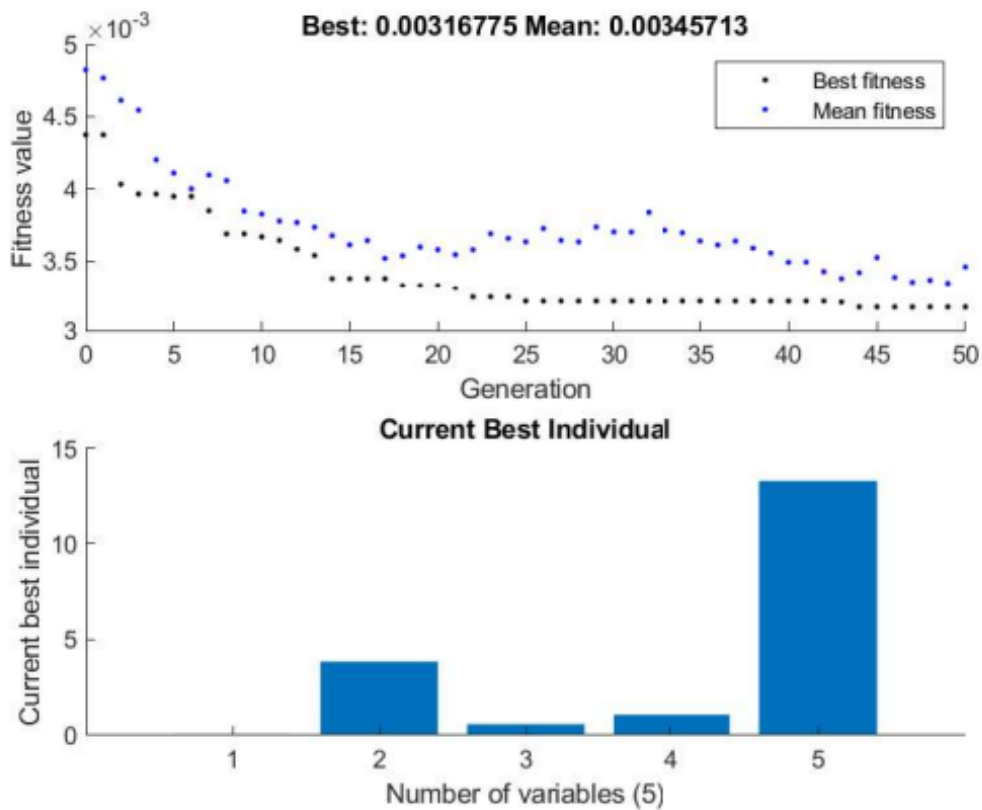 ×10⁻³
Best: 0.00316775 Mean: 0.00345713
5
4.5
4
3.5
3
Fitness value
Best fitness
Mean fitness
0 5 10 15 20 25 30 35 40 45 50
Generation
Current Best Individual
15
10
5
0
Current best individual
1 2 3 4 5
Number of variables (5)